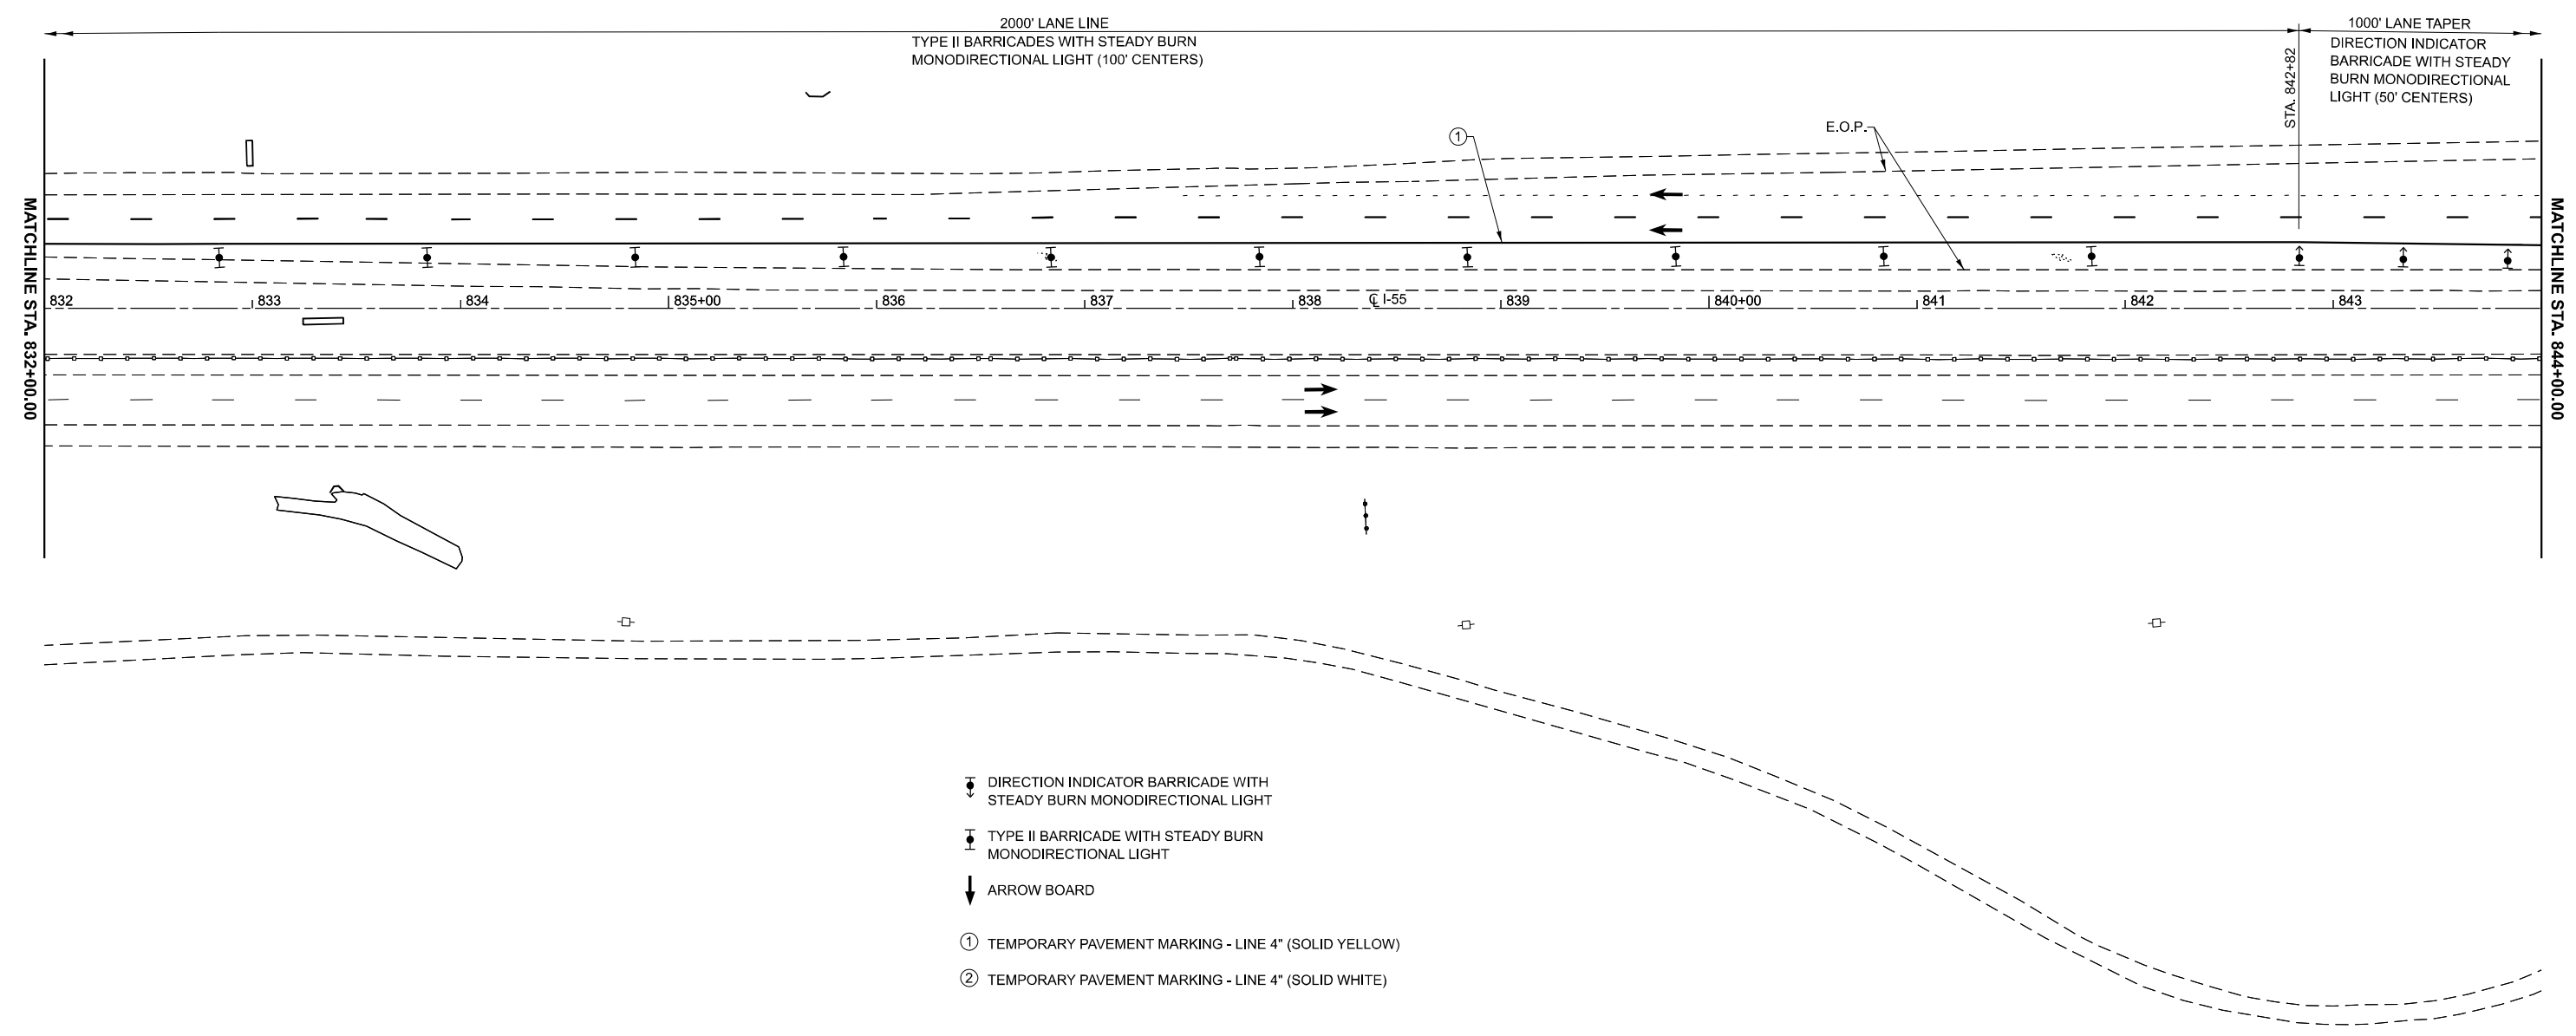 2000' LANE LINE
TYPE II BARRICADES WITH STEADY BURN
MONODIRECTIONAL LIGHT (100' CENTERS)
1000' LANE TAPER
DIRECTION INDICATOR
BARRICADE WITH STEADY
BURN MONODIRECTIONAL
LIGHT (50' CENTERS)
STA. 842+82
1
E.O.P.
MATCHLINE STA. 832+00.00
MATCHLINE STA. 844+00.00
832 833 834 835+00 836 837 838 ℄ I-55 839 840+00 841 842 843
DIRECTION INDICATOR BARRICADE WITH
STEADY BURN MONODIRECTIONAL LIGHT
TYPE II BARRICADE WITH STEADY BURN
MONODIRECTIONAL LIGHT
ARROW BOARD
1 TEMPORARY PAVEMENT MARKING - LINE 4" (SOLID YELLOW)
2 TEMPORARY PAVEMENT MARKING - LINE 4" (SOLID WHITE)